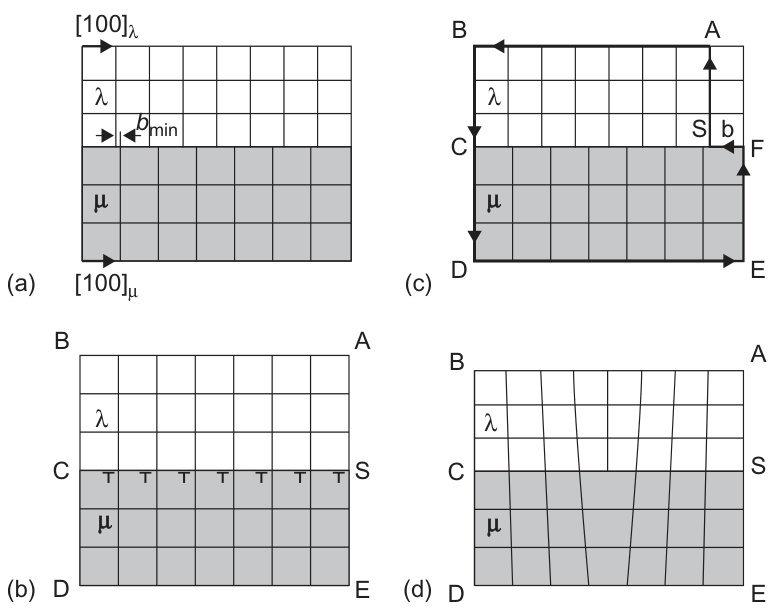 [100]λ
λ
bmin
μ
(a)
[100]μ
B A
λ
C S b F
μ
(c)
D E
B A
λ
C S
⊤ ⊤ ⊤ ⊤ ⊤ ⊤ ⊤
μ
(b) D E
B A
λ
C S
μ
(d) D E